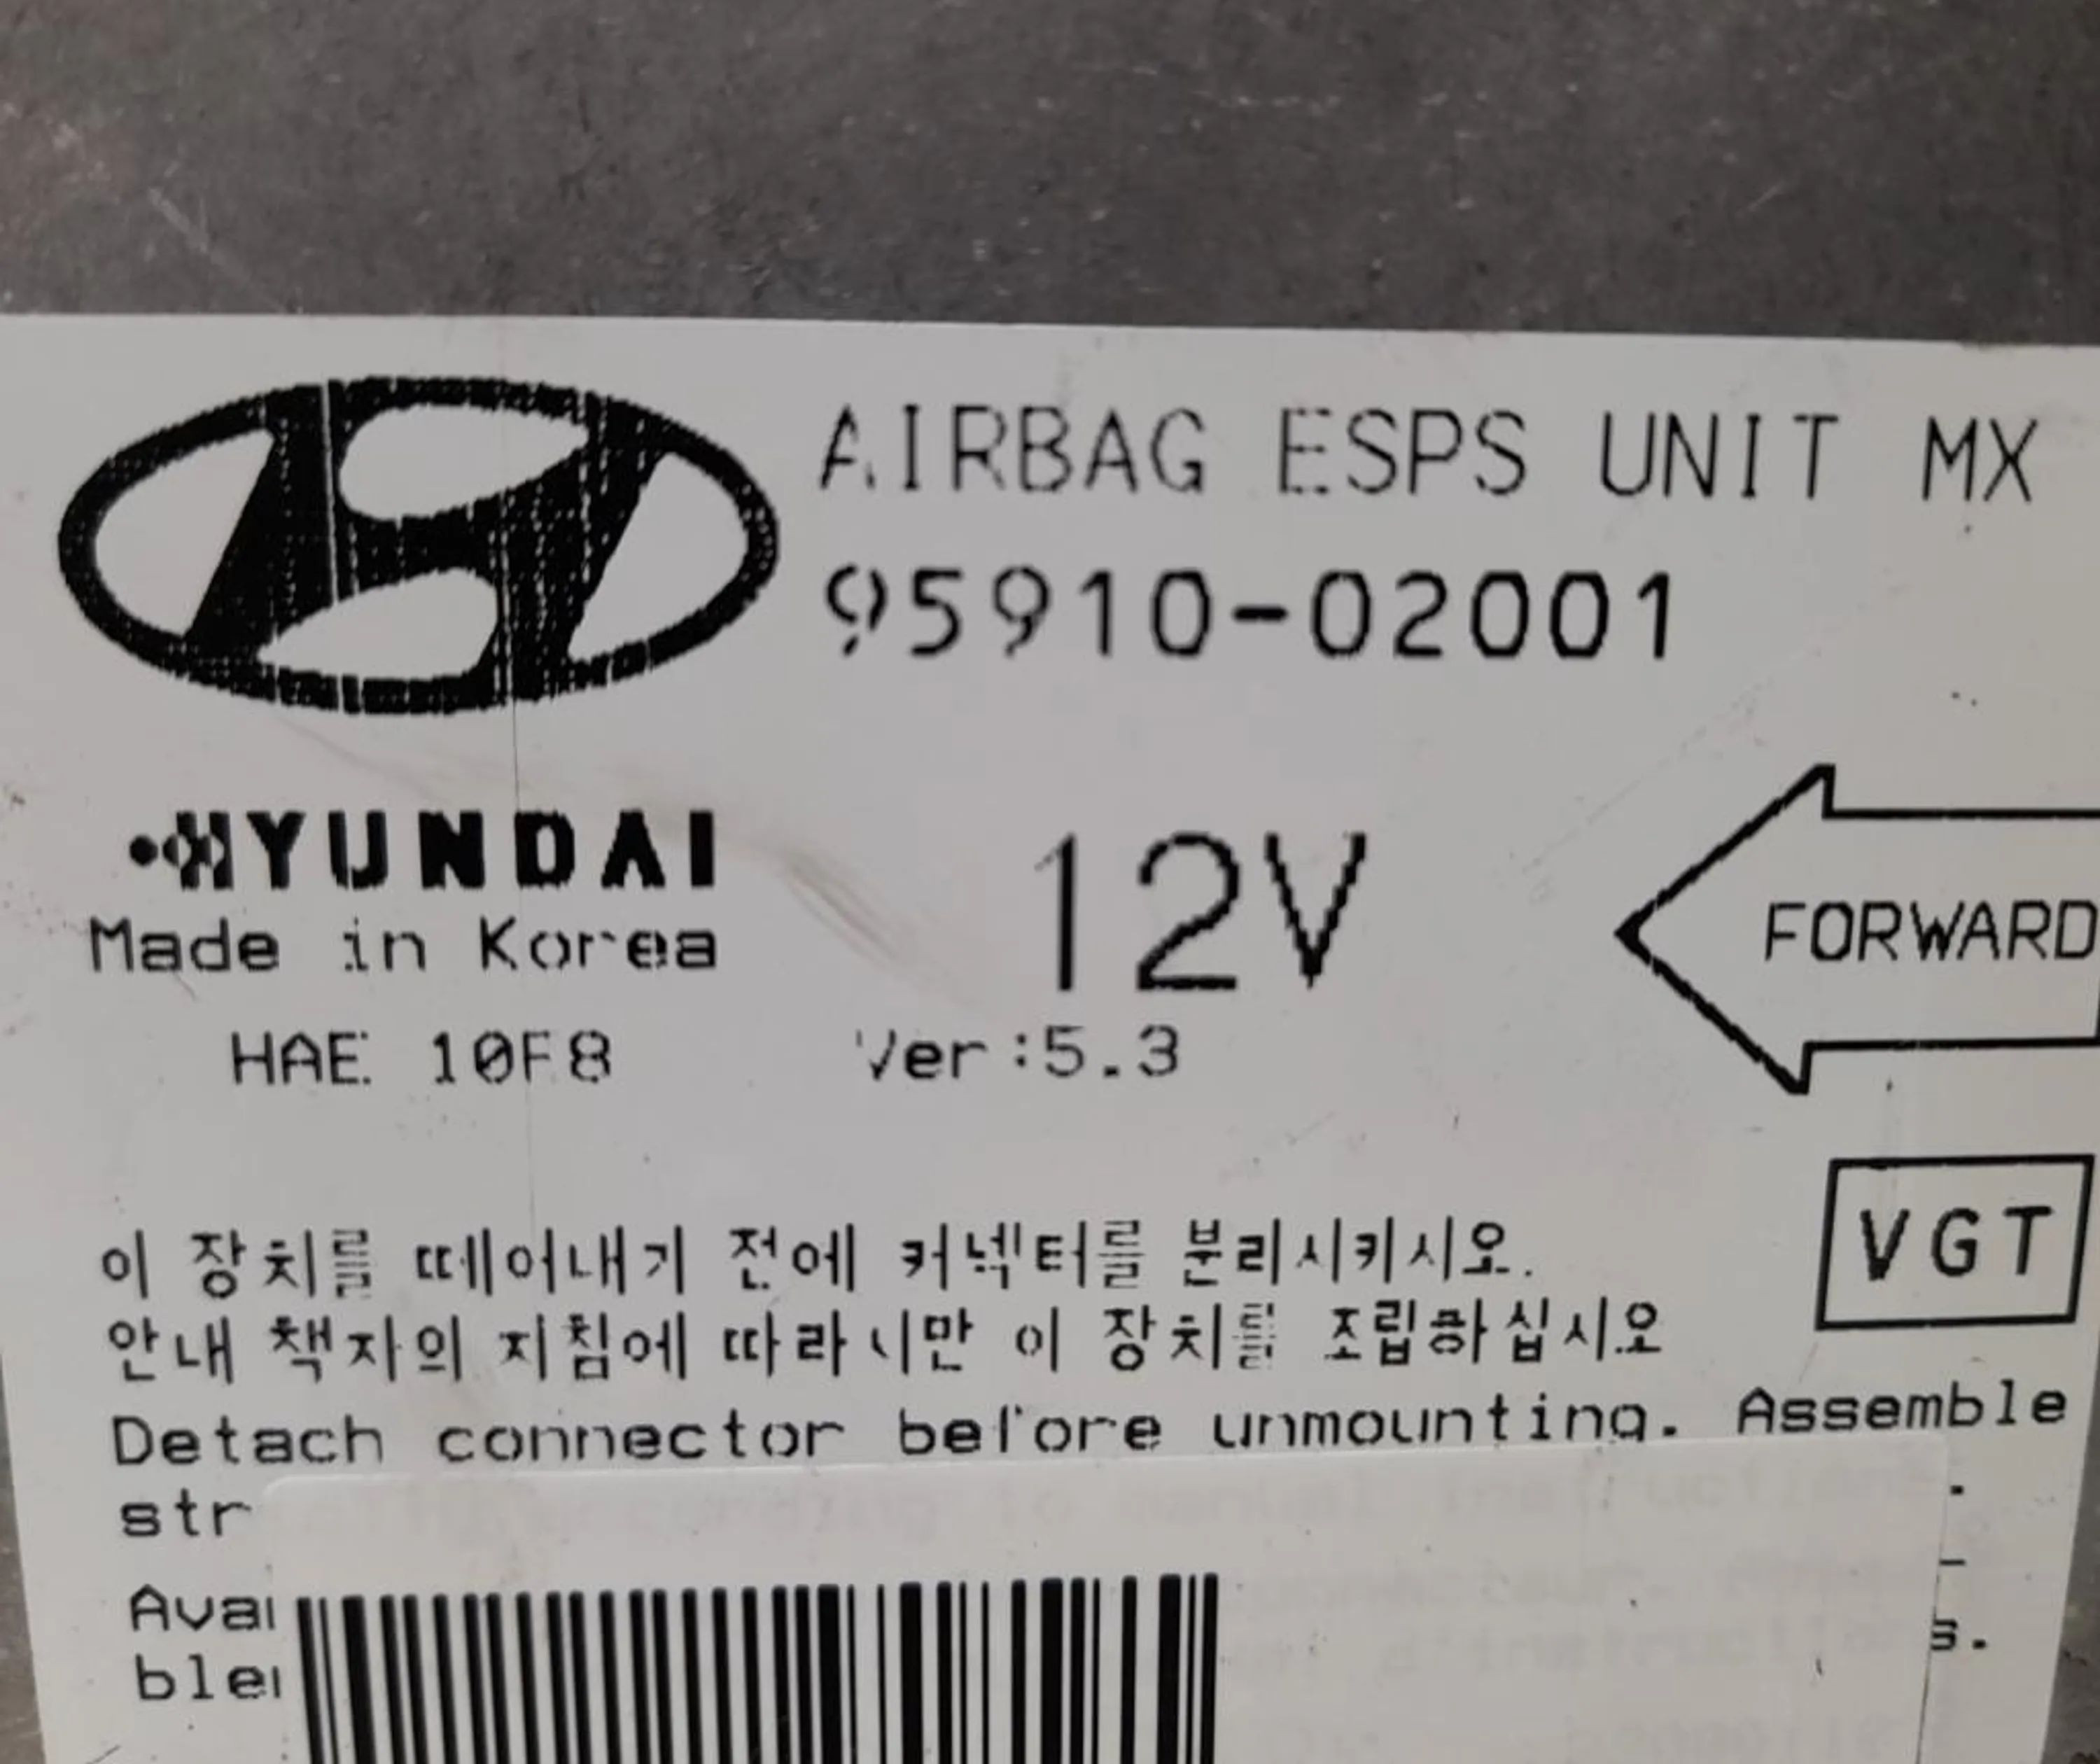 AIRBAG ESPS UNIT MX
95910-02001
HYUNDAI
12V
FORWARD
Made in Korea
HAE 10F8 Ver:5.3
VGT
이 장치를 떼어내기 전에 커넥터를 분리시키시오.
안내 책자의 지침에 따라서만 이 장치를 조립하십시오
Detach connector before unmounting. Assemble